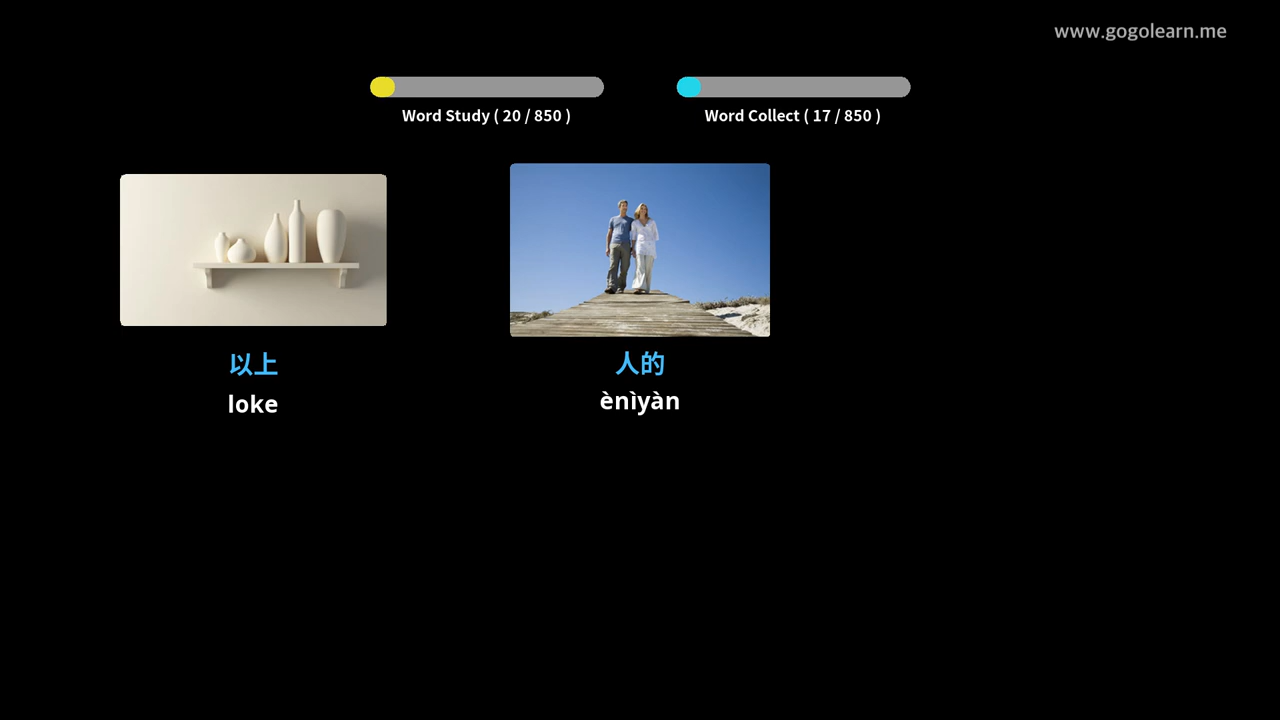 www.gogolearn.me
Word Study ( 20 / 850 )
Word Collect ( 17 / 850 )
以上
loke
人的
ènìyàn